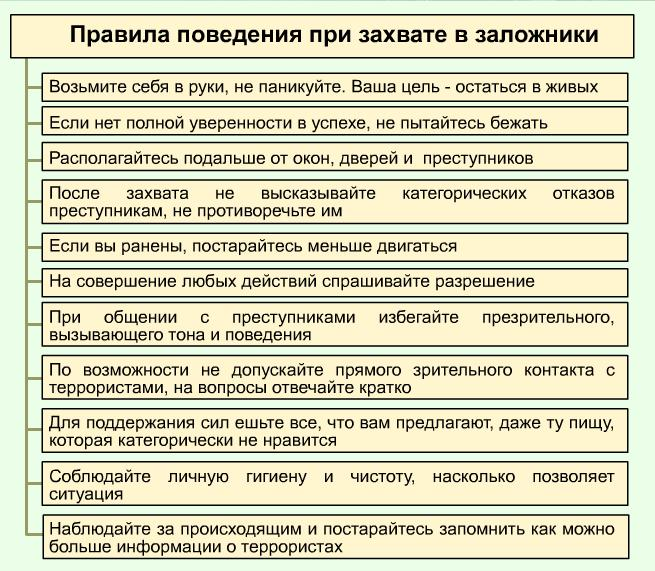 Правила поведения при захвате в заложники
Возьмите себя в руки, не паникуйте. Ваша цель - остаться в живых
Если нет полной уверенности в успехе, не пытайтесь бежать
Располагайтесь подальше от окон, дверей и преступников
После захвата не высказывайте категорических отказов
преступникам, не противоречьте им
Если вы ранены, постарайтесь меньше двигаться
На совершение любых действий спрашивайте разрешение
При общении с преступниками избегайте презрительного,
вызывающего тона и поведения
По возможности не допускайте прямого зрительного контакта с
террористами, на вопросы отвечайте кратко
Для поддержания сил ешьте все, что вам предлагают, даже ту пищу,
которая категорически не нравится
Соблюдайте личную гигиену и чистоту, насколько позволяет
ситуация
Наблюдайте за происходящим и постарайтесь запомнить как можно
больше информации о террористах